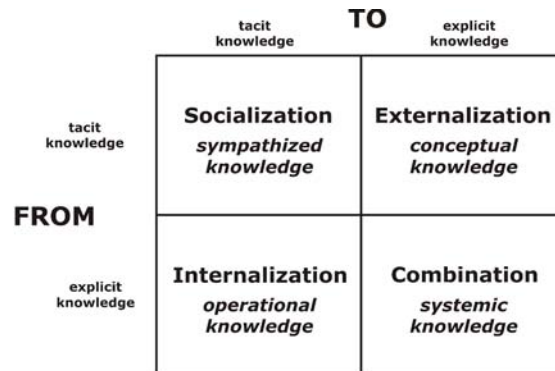 TO
tacit
knowledge
explicit
knowledge
tacit
knowledge
Socialization
sympathized
knowledge
Externalization
conceptual
knowledge
FROM
explicit
knowledge
Internalization
operational
knowledge
Combination
systemic
knowledge